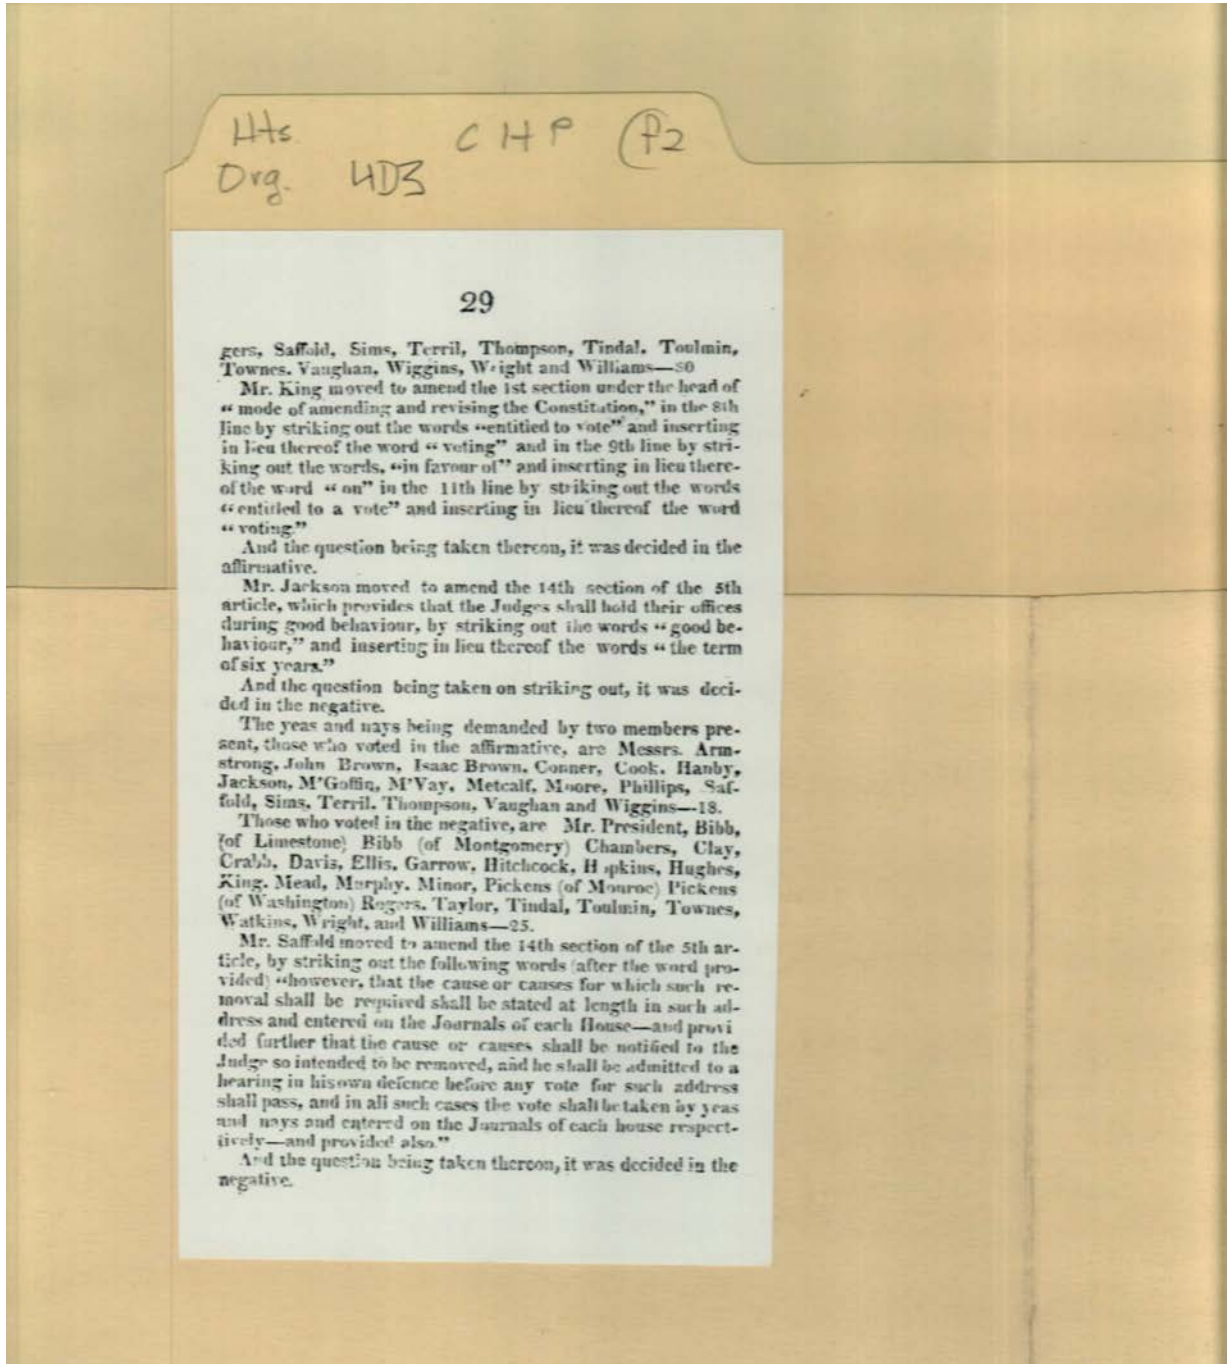 Hts. CHP P2
Org. 4D3
29
gers, Saffold, Sims, Terril, Thompson, Tindal. Toulmin,
Townes. Vaughan, Wiggins, Wright and Williams—30
Mr. King moved to amend the 1st section under the head of
“ mode of amending and revising the Constitution,” in the 8th
line by striking out the words “entitled to vote” and inserting
in lieu thereof the word “ voting” and in the 9th line by stri-
king out the words, “in favour of” and inserting in lieu there-
of the word “ on” in the 11th line by striking out the words
“entitled to a vote” and inserting in lieu thereof the word
“ voting.”
And the question being taken thereon, it was decided in the
affirmative.
Mr. Jackson moved to amend the 14th section of the 5th
article, which provides that the Judges shall hold their offices
during good behaviour, by striking out the words “ good be-
haviour,” and inserting in lieu thereof the words “ the term
of six years.”
And the question being taken on striking out, it was deci-
ded in the negative.
The yeas and nays being demanded by two members pre-
sent, those who voted in the affirmative, are Messrs. Arm-
strong, John Brown, Isaac Brown, Conner, Cook, Hanby,
Jackson, M'Goffin, M'Vay, Metcalf, Moore, Phillips, Saf-
fold, Sims, Terril. Thompson, Vaughan and Wiggins—18.
Those who voted in the negative, are Mr. President, Bibb,
(of Limestone) Bibb (of Montgomery) Chambers, Clay,
Crabb, Davis, Ellis, Garrow, Hitchcock, Hopkins, Hughes,
King. Mead, Murphy. Minor, Pickens (of Monroe) Pickens
(of Washington) Rogers. Taylor, Tindal, Toulmin, Townes,
Watkins, Wright, and Williams—25.
Mr. Saffold moved to amend the 14th section of the 5th ar-
ticle, by striking out the following words (after the word pro-
vided) “however, that the cause or causes for which such re-
moval shall be required shall be stated at length in such ad-
dress and entered on the Journals of each House—and provi
ded further that the cause or causes shall be notified to the
Judge so intended to be removed, and he shall be admitted to a
hearing in his own defence before any vote for such address
shall pass, and in all such cases the vote shall be taken by yeas
and nays and entered on the Journals of each house respect-
tively—and provided also.”
And the question being taken thereon, it was decided in the
negative.